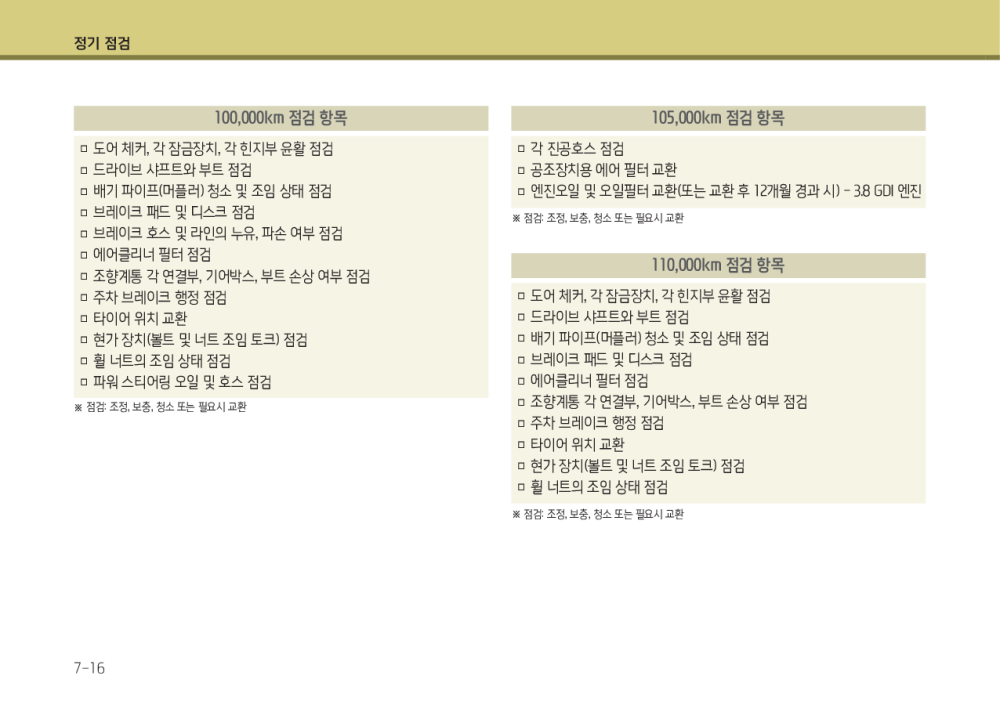 정기 점검
100,000km 점검 항목
□ 도어 체커, 각 잠금장치, 각 힌지부 윤활 점검
□ 드라이브 샤프트와 부트 점검
□ 배기 파이프(머플러) 청소 및 조임 상태 점검
□ 브레이크 패드 및 디스크 점검
□ 브레이크 호스 및 라인의 누유, 파손 여부 점검
□ 에어클리너 필터 점검
□ 조향계통 각 연결부, 기어박스, 부트 손상 여부 점검
□ 주차 브레이크 행정 점검
□ 타이어 위치 교환
□ 현가 장치(볼트 및 너트 조임 토크) 점검
□ 휠 너트의 조임 상태 점검
□ 파워 스티어링 오일 및 호스 점검
※ 점검: 조정, 보충, 청소 또는 필요시 교환
105,000km 점검 항목
□ 각 진공호스 점검
□ 공조장치용 에어 필터 교환
□ 엔진오일 및 오일필터 교환(또는 교환 후 12개월 경과 시) - 3.8 GDI 엔진
※ 점검: 조정, 보충, 청소 또는 필요시 교환
110,000km 점검 항목
□ 도어 체커, 각 잠금장치, 각 힌지부 윤활 점검
□ 드라이브 샤프트와 부트 점검
□ 배기 파이프(머플러) 청소 및 조임 상태 점검
□ 브레이크 패드 및 디스크 점검
□ 에어클리너 필터 점검
□ 조향계통 각 연결부, 기어박스, 부트 손상 여부 점검
□ 주차 브레이크 행정 점검
□ 타이어 위치 교환
□ 현가 장치(볼트 및 너트 조임 토크) 점검
□ 휠 너트의 조임 상태 점검
※ 점검: 조정, 보충, 청소 또는 필요시 교환
7-16